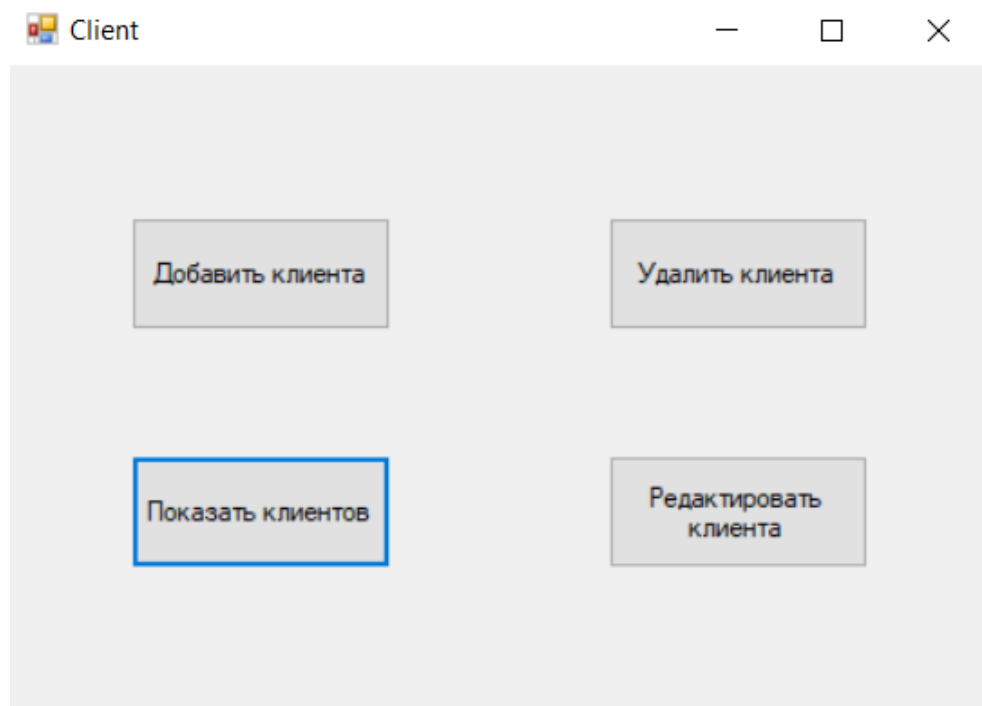 Client
Добавить клиента
Удалить клиента
Показать клиентов
Редактировать
клиента